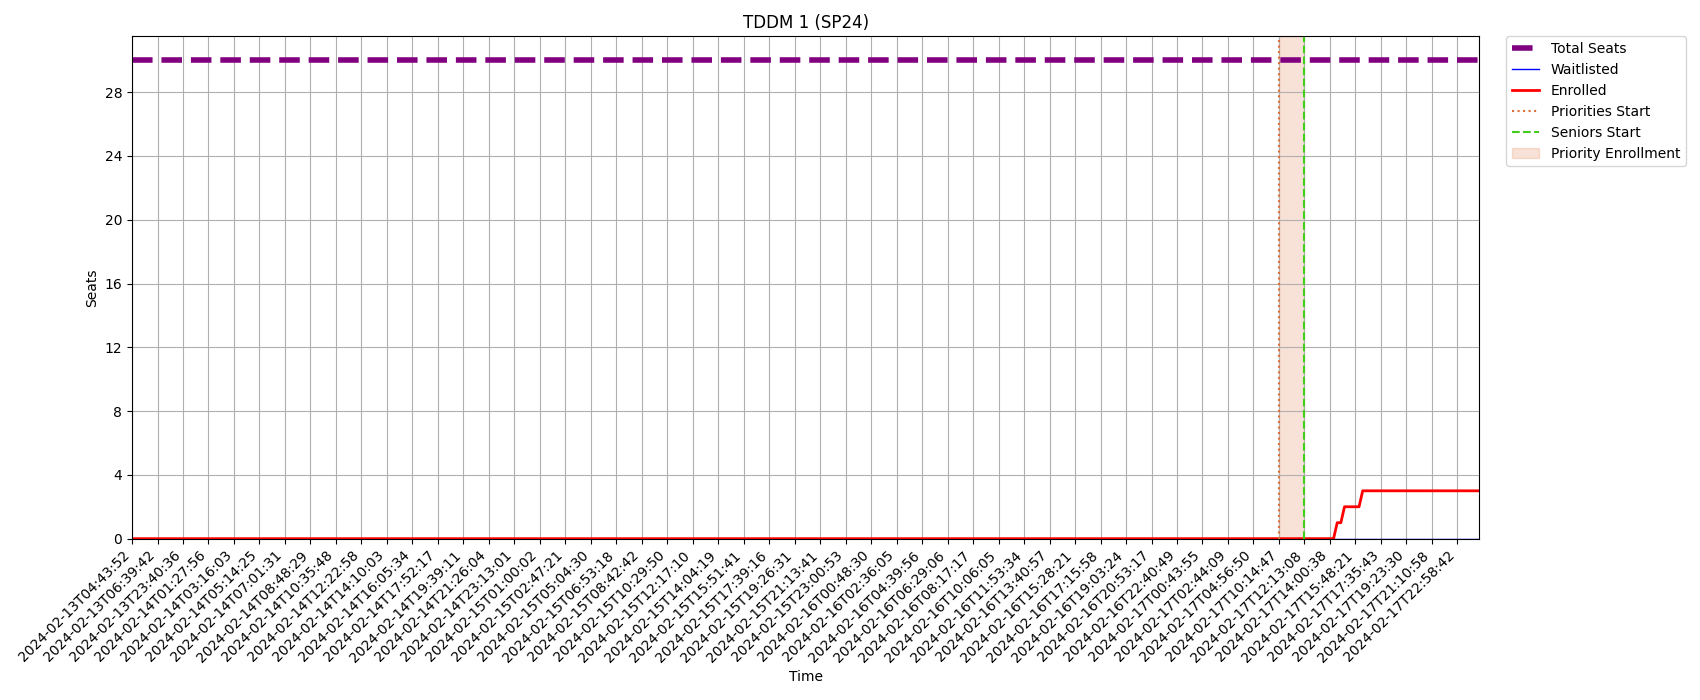 TDDM 1 (SP24)
Total Seats
Waitlisted
Enrolled
Priorities Start
Seniors Start
Priority Enrollment
Seats
28
24
20
16
12
8
4
0
2024-02-13T04:43:52
2024-02-13T06:39:42
2024-02-13T23:40:36
2024-02-14T01:27:56
2024-02-14T03:16:03
2024-02-14T05:14:25
2024-02-14T07:01:31
2024-02-14T08:48:29
2024-02-14T10:35:48
2024-02-14T12:22:58
2024-02-14T14:10:03
2024-02-14T16:05:34
2024-02-14T17:52:17
2024-02-14T19:39:11
2024-02-14T21:26:04
2024-02-14T23:13:01
2024-02-15T01:00:02
2024-02-15T02:47:21
2024-02-15T05:04:30
2024-02-15T06:53:18
2024-02-15T08:42:42
2024-02-15T10:29:50
2024-02-15T12:17:10
2024-02-15T14:04:19
2024-02-15T15:51:41
2024-02-15T17:39:16
2024-02-15T19:26:31
2024-02-15T21:13:41
2024-02-15T23:00:53
2024-02-16T00:48:30
2024-02-16T02:36:05
2024-02-16T04:39:56
2024-02-16T06:29:06
2024-02-16T08:17:17
2024-02-16T10:06:05
2024-02-16T11:53:34
2024-02-16T13:40:57
2024-02-16T15:28:21
2024-02-16T17:15:58
2024-02-16T19:03:24
2024-02-16T20:53:17
2024-02-16T22:40:49
2024-02-17T00:43:55
2024-02-17T02:44:09
2024-02-17T04:56:50
2024-02-17T10:14:47
2024-02-17T12:13:08
2024-02-17T14:00:38
2024-02-17T15:48:21
2024-02-17T17:35:43
2024-02-17T19:23:30
2024-02-17T21:10:58
2024-02-17T22:58:42
Time